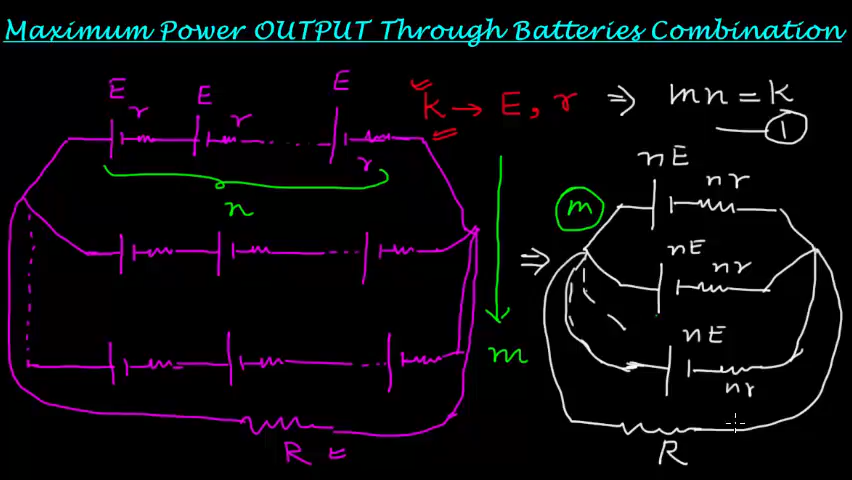 Maximum Power OUTPUT Through Batteries Combination
E r E r E r
n
k → E, r ⇒ mn = K
1
m
R =
⇒
m
nE
nr
nE
nr
nE
nr
R